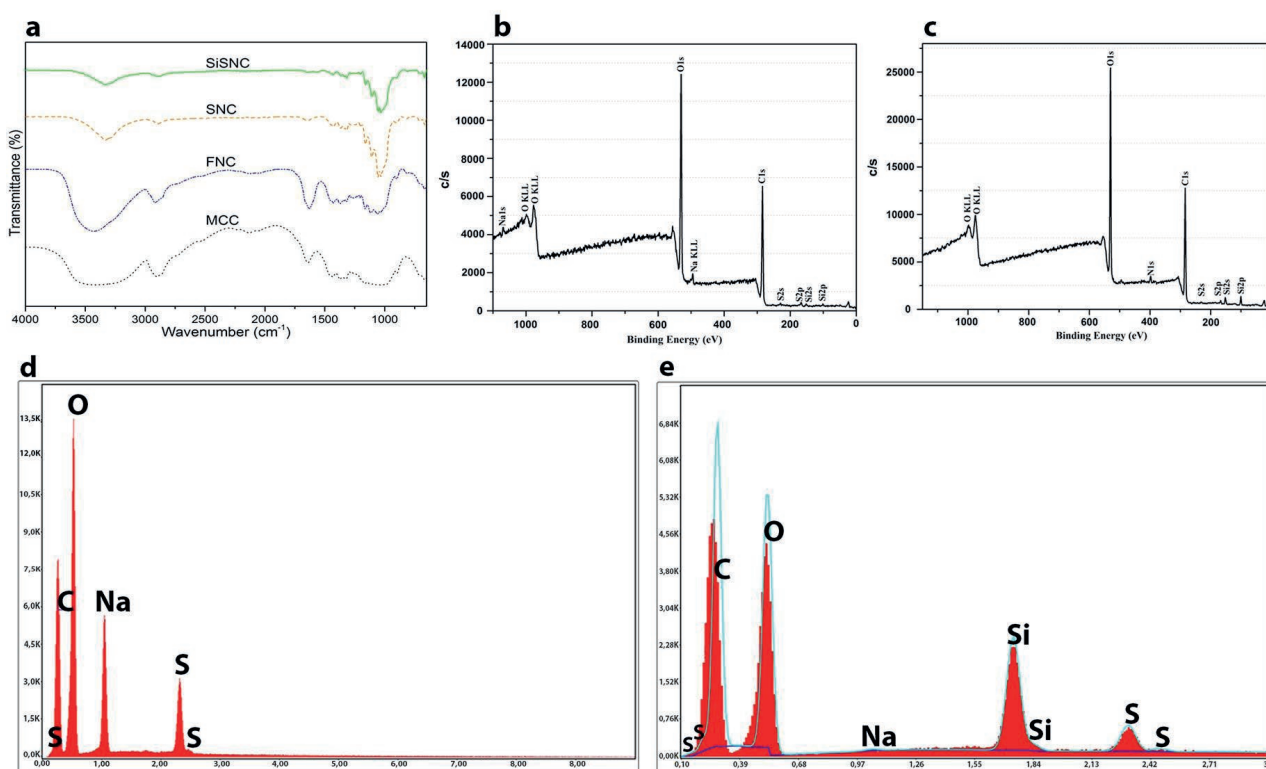 a
SiSNC
SNC
FNC
MCC
Transmittance (%)
4000 3500 3000 2500 2000 1500 1000
Wavenumber (cm⁻¹)
b
14000
12000
10000
8000
6000
4000
2000
0
c/s
Na1s
O KLL
O KLL
O1s
Na KLL
C1s
S2s
S2p
Si2s
Si2p
1000 800 600 400 200 0
Binding Energy (eV)
c
25000
22500
17500
15000
10000
7500
5000
2500
0
c/s
O KLL
O KLL
O1s
N1s
C1s
S2s
S2p
Si2s
Si2p
1000 800 600 400 200
Binding Energy (eV)
d
13,5K
12,0K
10,5K
9,0K
7,5K
6,0K
4,5K
3,0K
1,5K
0,0K
O
C
Na
S
S
S
0,00 1,00 2,00 3,00 4,00 5,00 6,00 7,00 8,00 9,00
e
6,84K
6,08K
5,32K
4,56K
3,80K
3,04K
2,28K
1,52K
0,76K
0,00K
C
O
S
S
Na
Si
Si
S
S
0,10 0,39 0,68 0,97 1,26 1.55 1,84 2,13 2,42 2,71